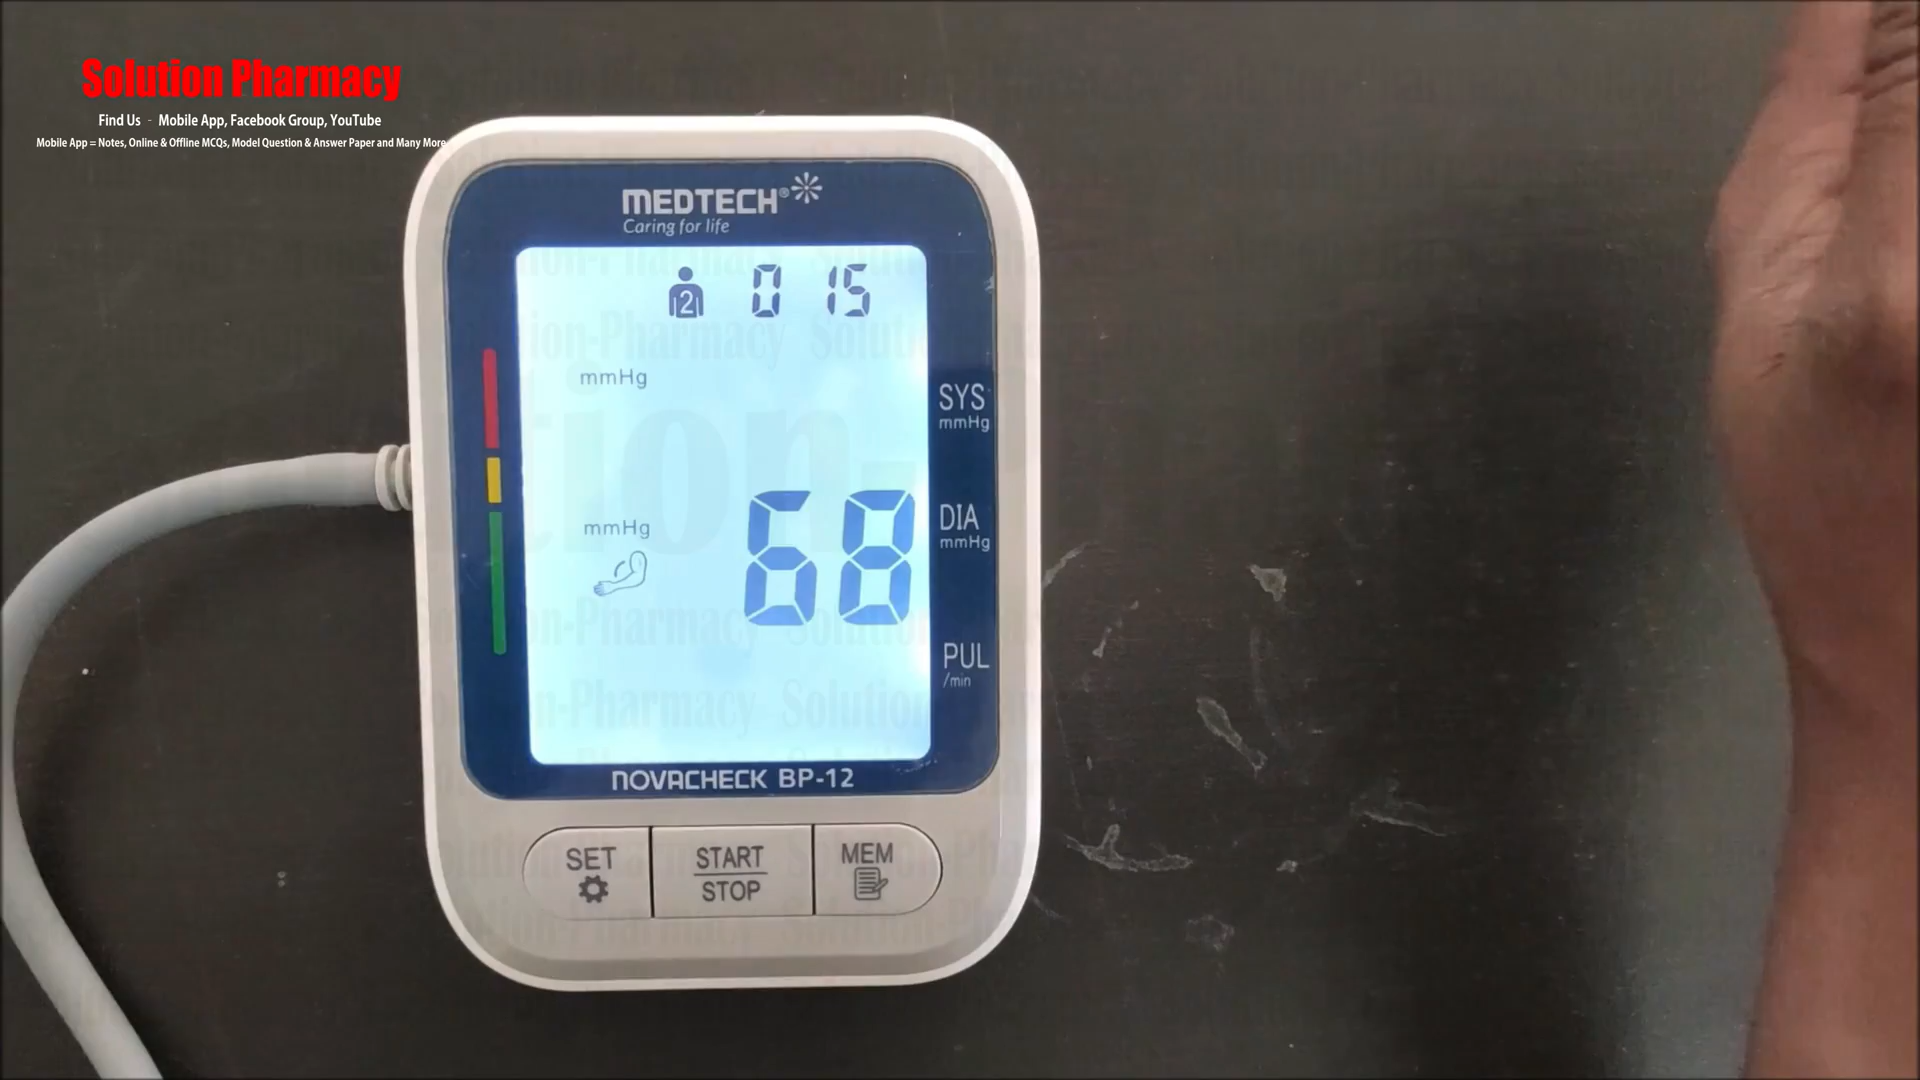 Solution Pharmacy
Find Us - Mobile App, Facebook Group, YouTube
Mobile App = Notes, Online & Offline MCQs, Model Question & Answer Paper and Many More
MEDTECH®
Caring for life
2 0 15
mmHg
SYS
mmHg
mmHg
68
DIA
mmHg
PUL
/min
NOVACHECK BP-12
SET
START
STOP
MEM
Solution-Pharmacy